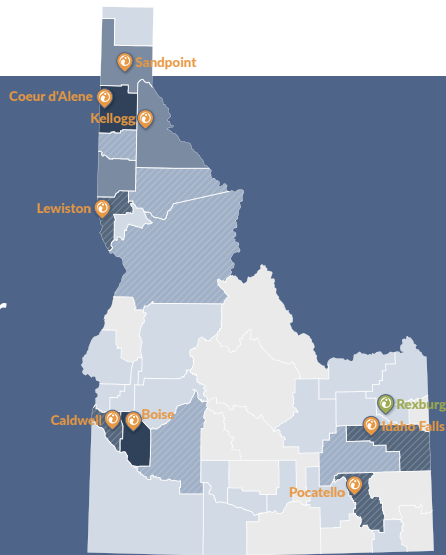 Sandpoint
Coeur d'Alene
Kellogg
Lewiston
Caldwell
Boise
Rexburg
Idaho Falls
Pocatello